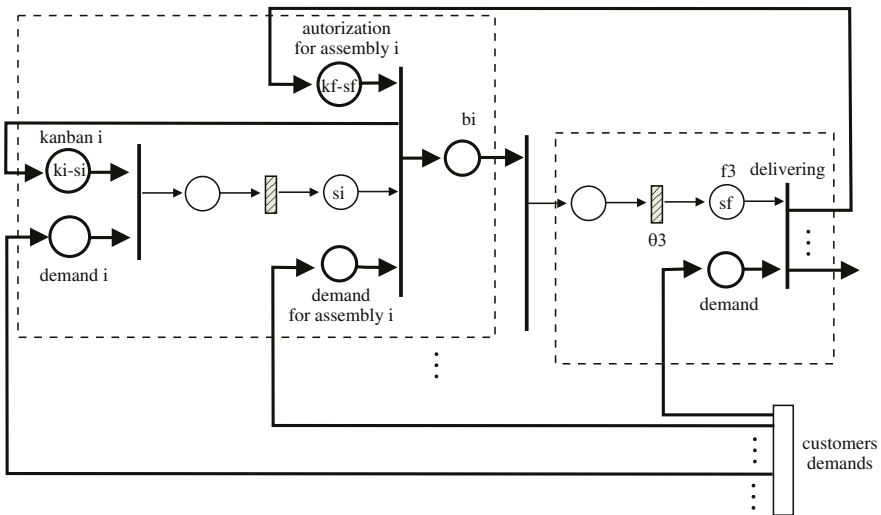 autorization
for assembly i
kf-sf
bi
kanban i
ki-si
si
demand i
demand
for assembly i
f3
delivering
sf
θ3
demand
customers
demands